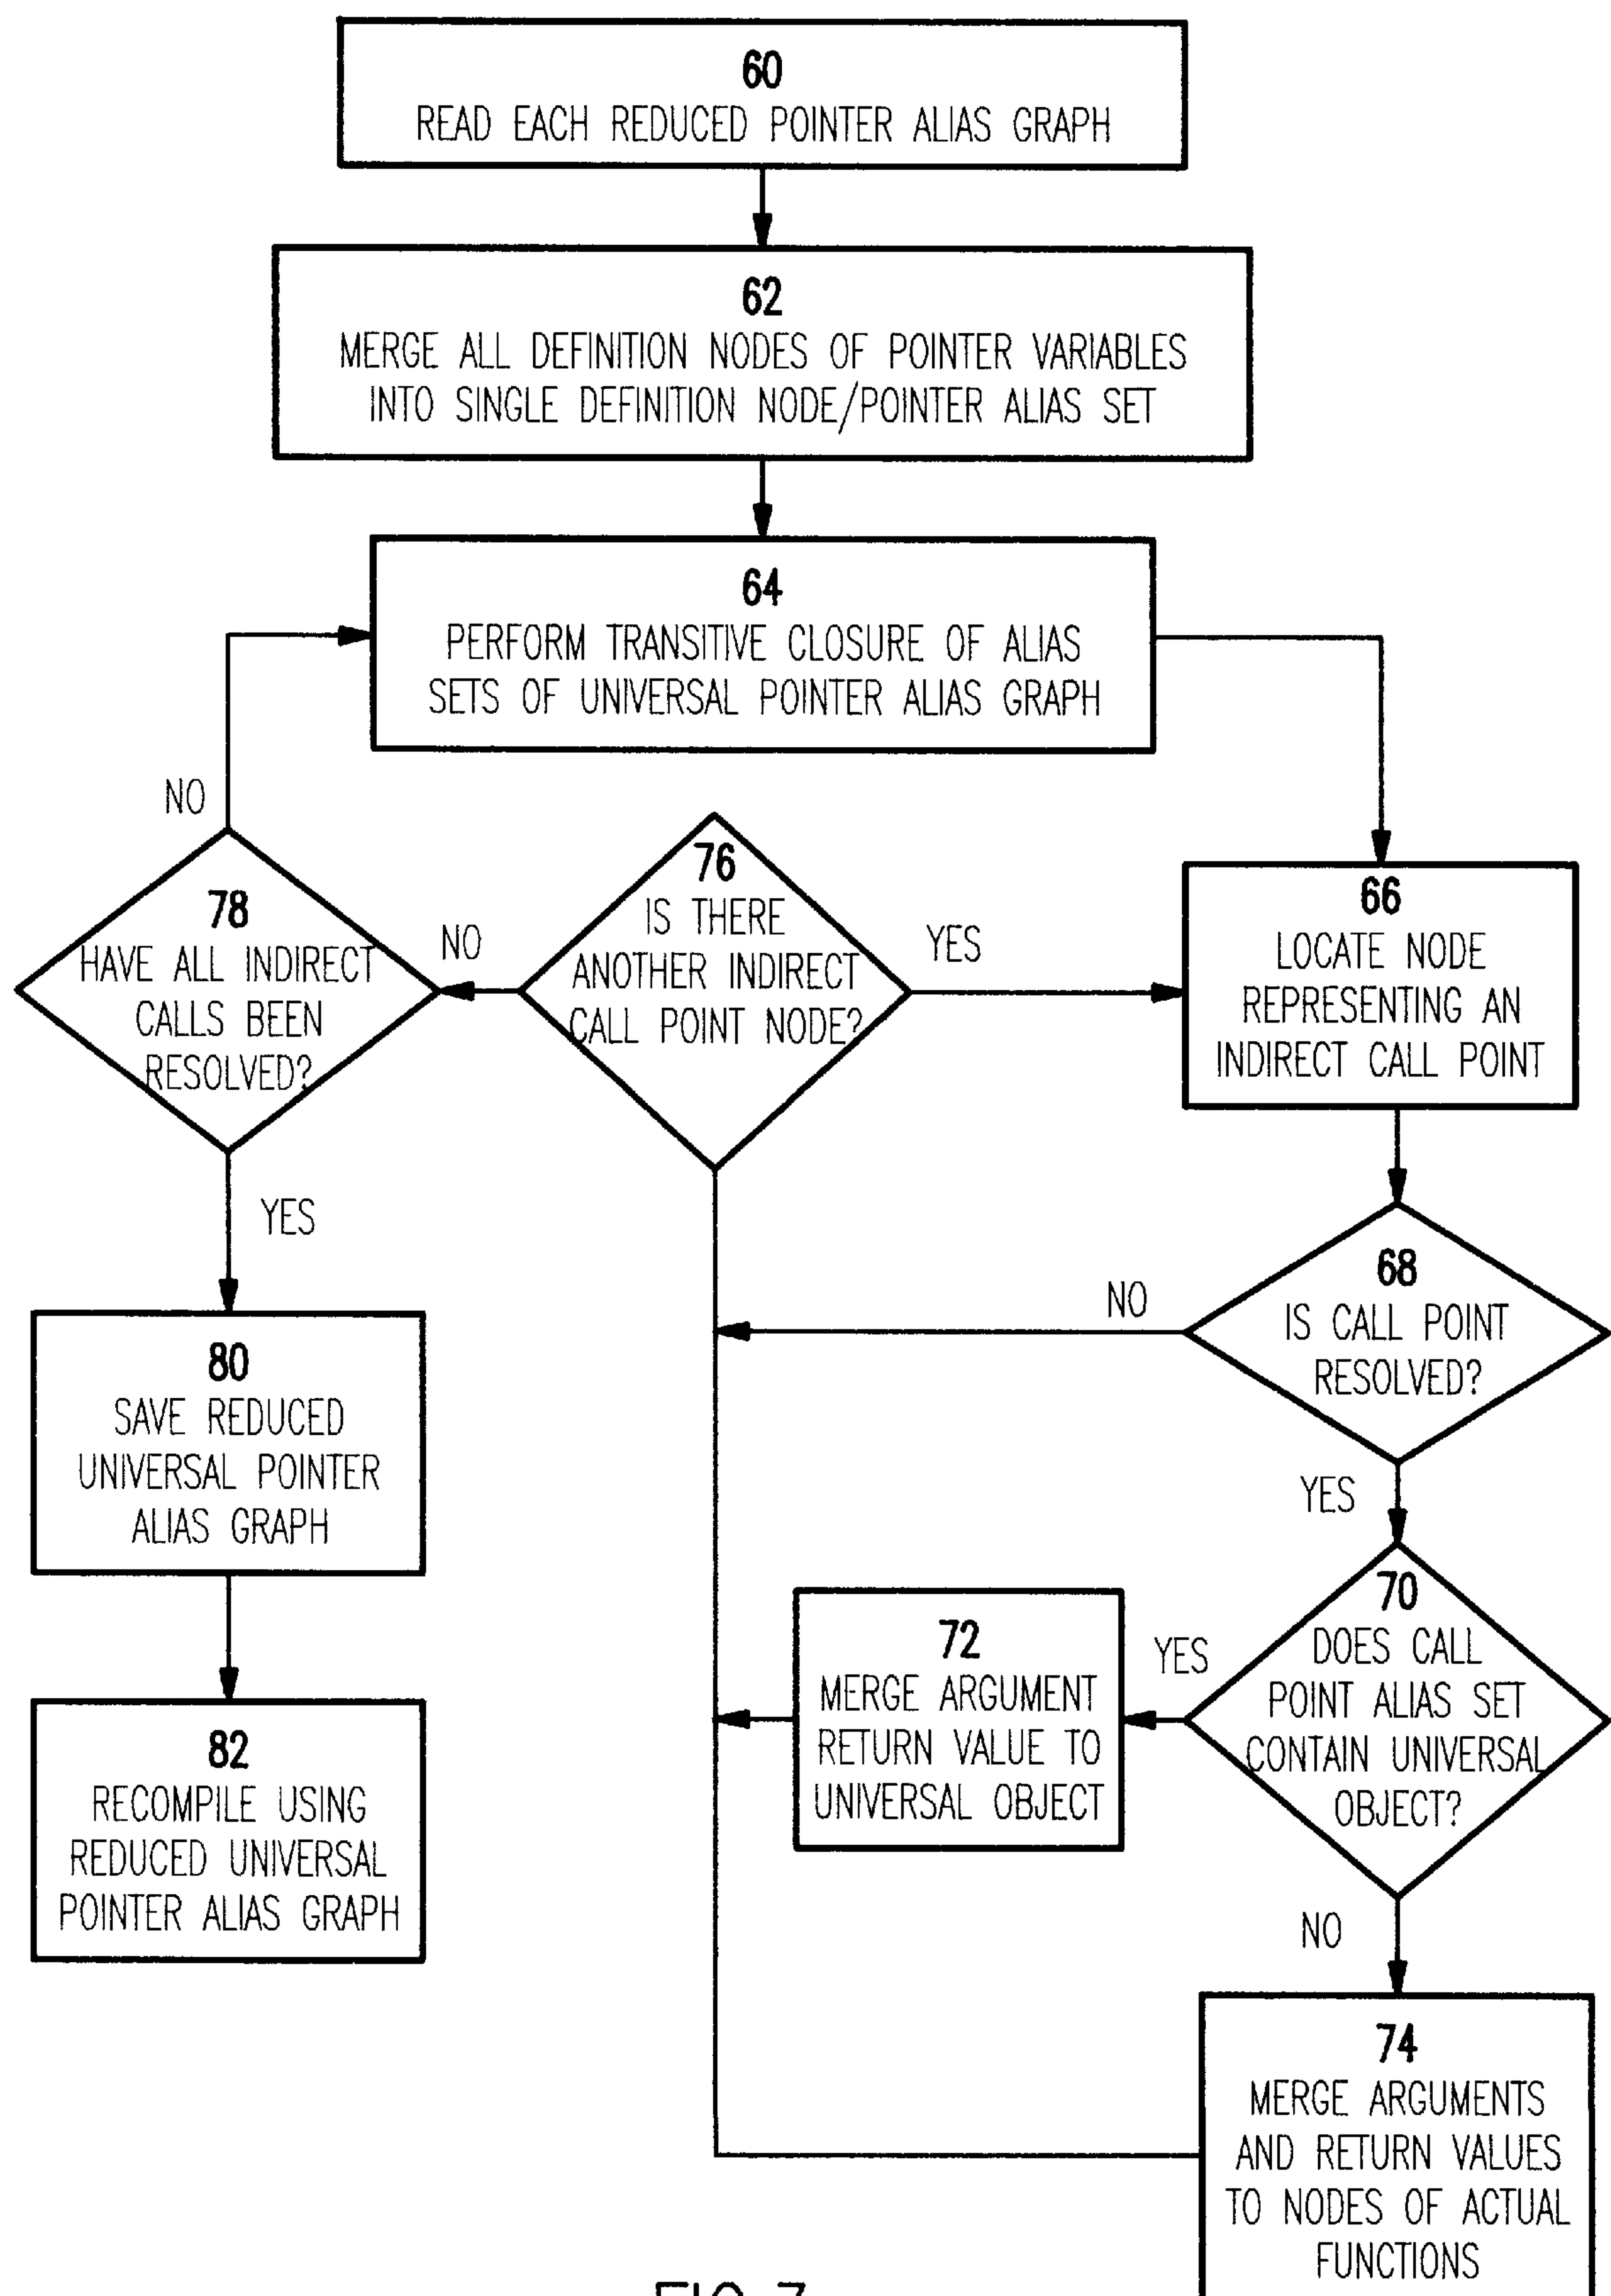 60
READ EACH REDUCED POINTER ALIAS GRAPH
62
MERGE ALL DEFINITION NODES OF POINTER VARIABLES
INTO SINGLE DEFINITION NODE/POINTER ALIAS SET
64
PERFORM TRANSITIVE CLOSURE OF ALIAS
SETS OF UNIVERSAL POINTER ALIAS GRAPH
NO
78
HAVE ALL INDIRECT
CALLS BEEN
RESOLVED?
NO
76
IS THERE
ANOTHER INDIRECT
CALL POINT NODE?
YES
66
LOCATE NODE
REPRESENTING AN
INDIRECT CALL POINT
YES
NO
68
IS CALL POINT
RESOLVED?
80
SAVE REDUCED
UNIVERSAL POINTER
ALIAS GRAPH
YES
70
DOES CALL
POINT ALIAS SET
CONTAIN UNIVERSAL
OBJECT?
YES
72
MERGE ARGUMENT
RETURN VALUE TO
UNIVERSAL OBJECT
82
RECOMPILE USING
REDUCED UNIVERSAL
POINTER ALIAS GRAPH
NO
74
MERGE ARGUMENTS
AND RETURN VALUES
TO NODES OF ACTUAL
FUNCTIONS